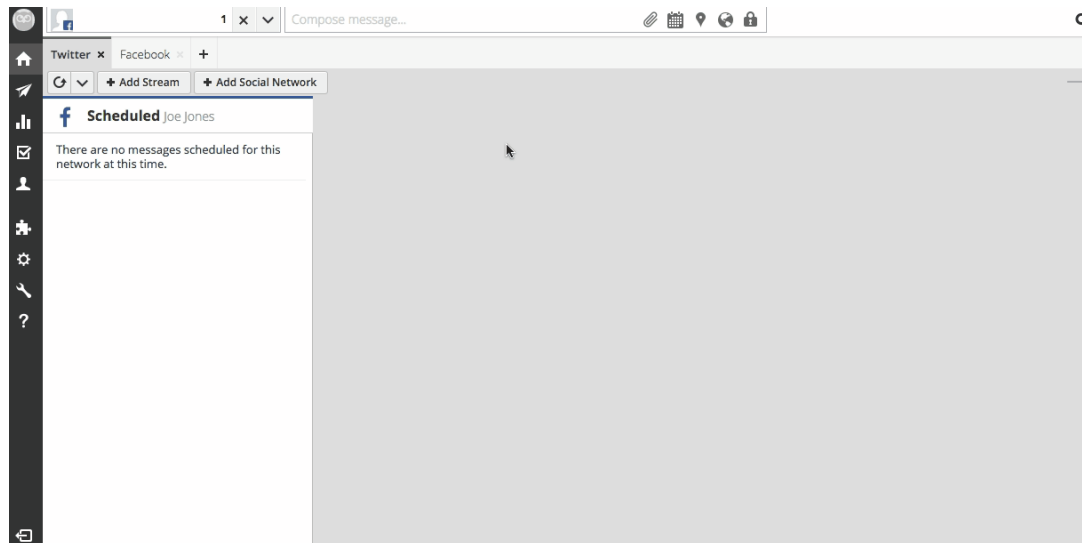 1
Compose message...
Twitter
Facebook
+ Add Stream
+ Add Social Network
Scheduled Joe Jones
There are no messages scheduled for this
network at this time.
?